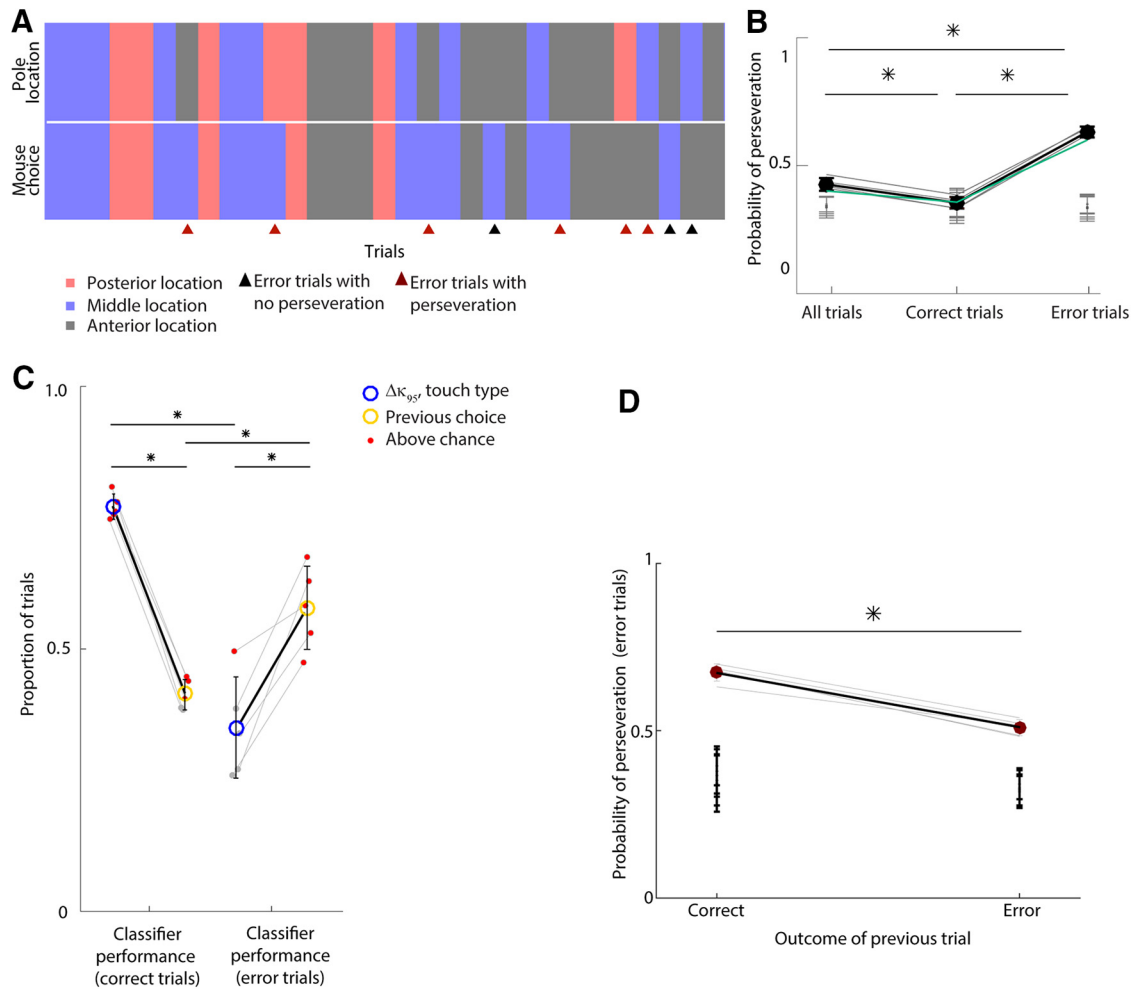 A
Pole
location
Mouse
choice
Trials
Posterior location
Middle location
Anterior location
Error trials with
no perseveration
Error trials with
perseveration
B
Probability of perseveration
1
0.5
0
All trials
Correct trials
Error trials
C
Proportion of trials
1.0
0.5
0
Δκ95, touch type
Previous choice
Above chance
Classifier
performance
(correct trials)
Classifier
performance
(error trials)
D
Probability of perseveration (error trials)
1
0.5
0
Correct
Error
Outcome of previous trial